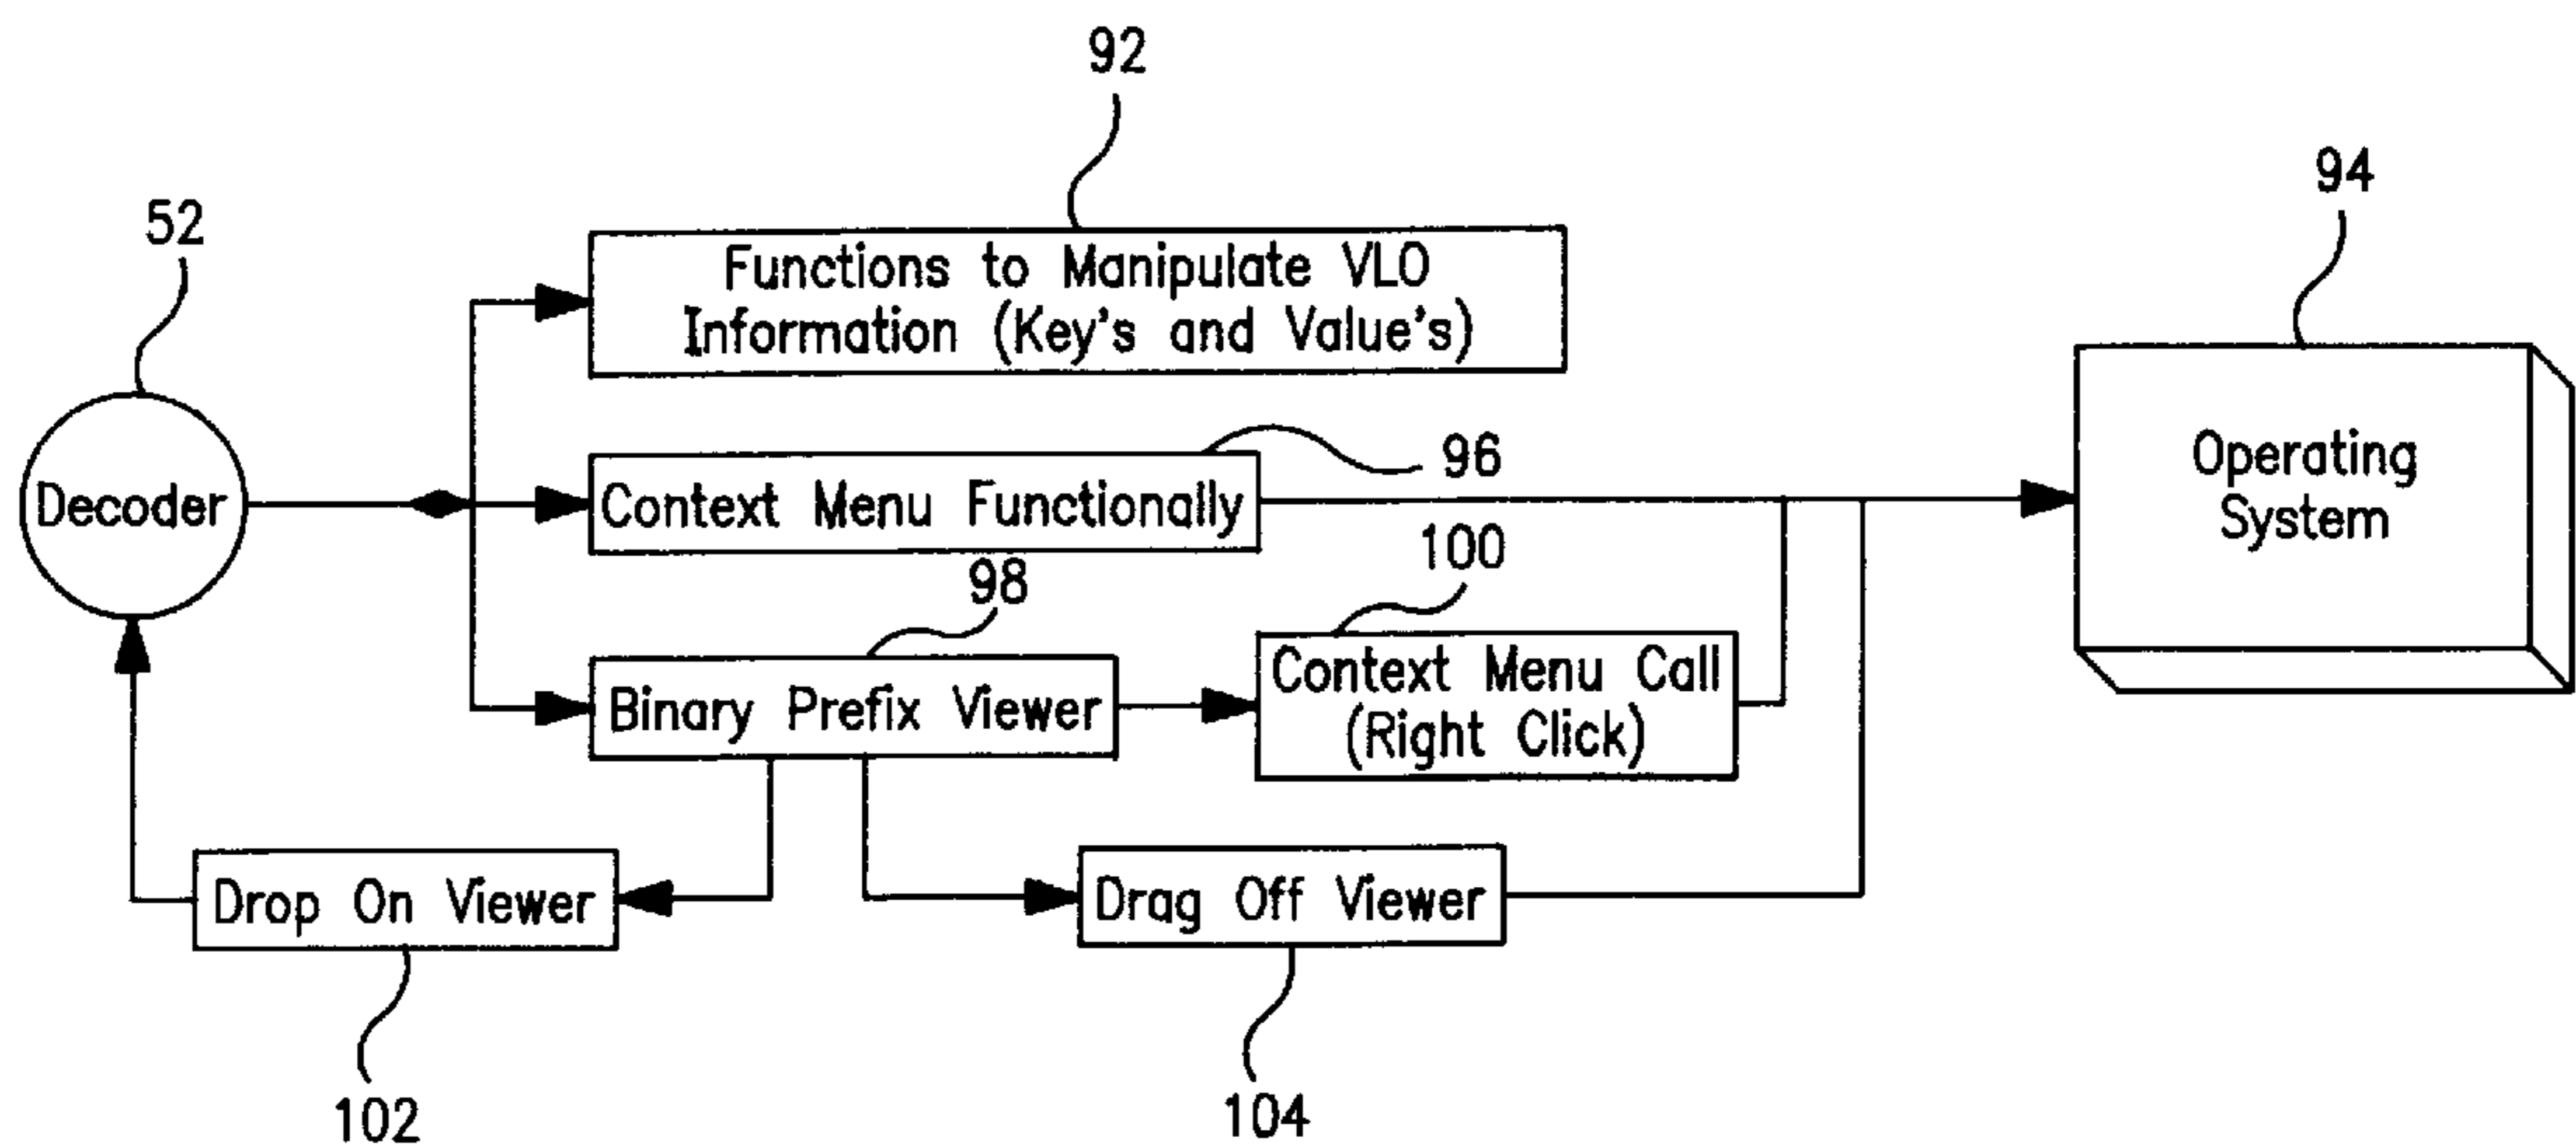 92
94
52
Functions to Manipulate VLO
Information (Key's and Value's)
96
Operating
System
Decoder
Context Menu Functionally
100
98
Context Menu Call
(Right Click)
Binary Prefix Viewer
Drop On Viewer
Drag Off Viewer
102
104